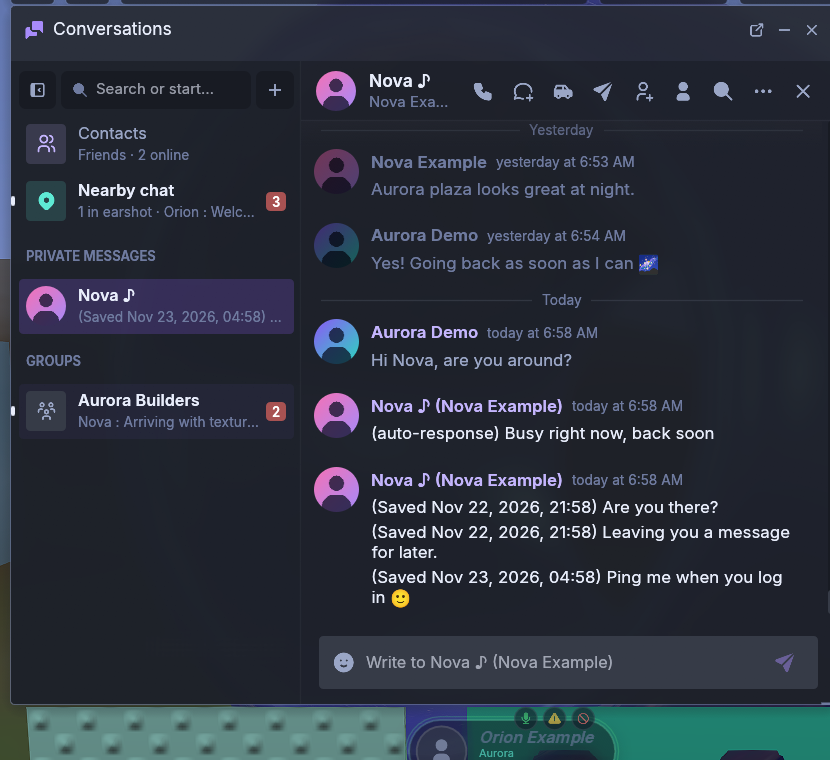 Conversations
Search or start...
Contacts
Friends · 2 online
Nearby chat
1 in earshot · Orion : Welc...
3
PRIVATE MESSAGES
Nova ♪
(Saved Nov 23, 2026, 04:58) ...
GROUPS
Aurora Builders
Nova : Arriving with textur...
2
Nova ♪
Nova Exa...
Yesterday
Nova Example yesterday at 6:53 AM
Aurora plaza looks great at night.
Aurora Demo yesterday at 6:54 AM
Yes! Going back as soon as I can 🌌
Today
Aurora Demo today at 6:58 AM
Hi Nova, are you around?
Nova ♪ (Nova Example) today at 6:58 AM
(auto-response) Busy right now, back soon
Nova ♪ (Nova Example) today at 6:58 AM
(Saved Nov 22, 2026, 21:58) Are you there?
(Saved Nov 22, 2026, 21:58) Leaving you a message
for later.
(Saved Nov 23, 2026, 04:58) Ping me when you log
in 🙂
Write to Nova ♪ (Nova Example)
Orion Example
Aurora